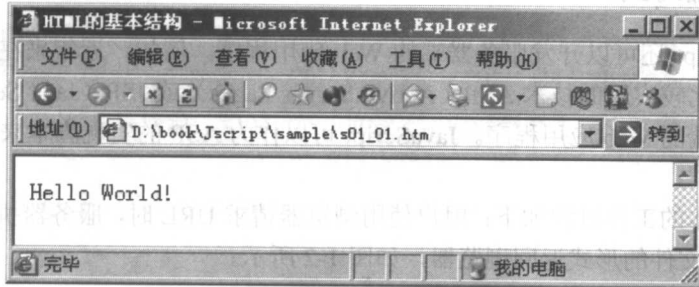 HTML的基本结构 - Microsoft Internet Explorer
文件(F) 编辑(E) 查看(V) 收藏(A) 工具(T) 帮助(H)
地址(D) D:\book\Jscript\sample\s01_01.htm 转到
Hello World!
完毕 我的电脑